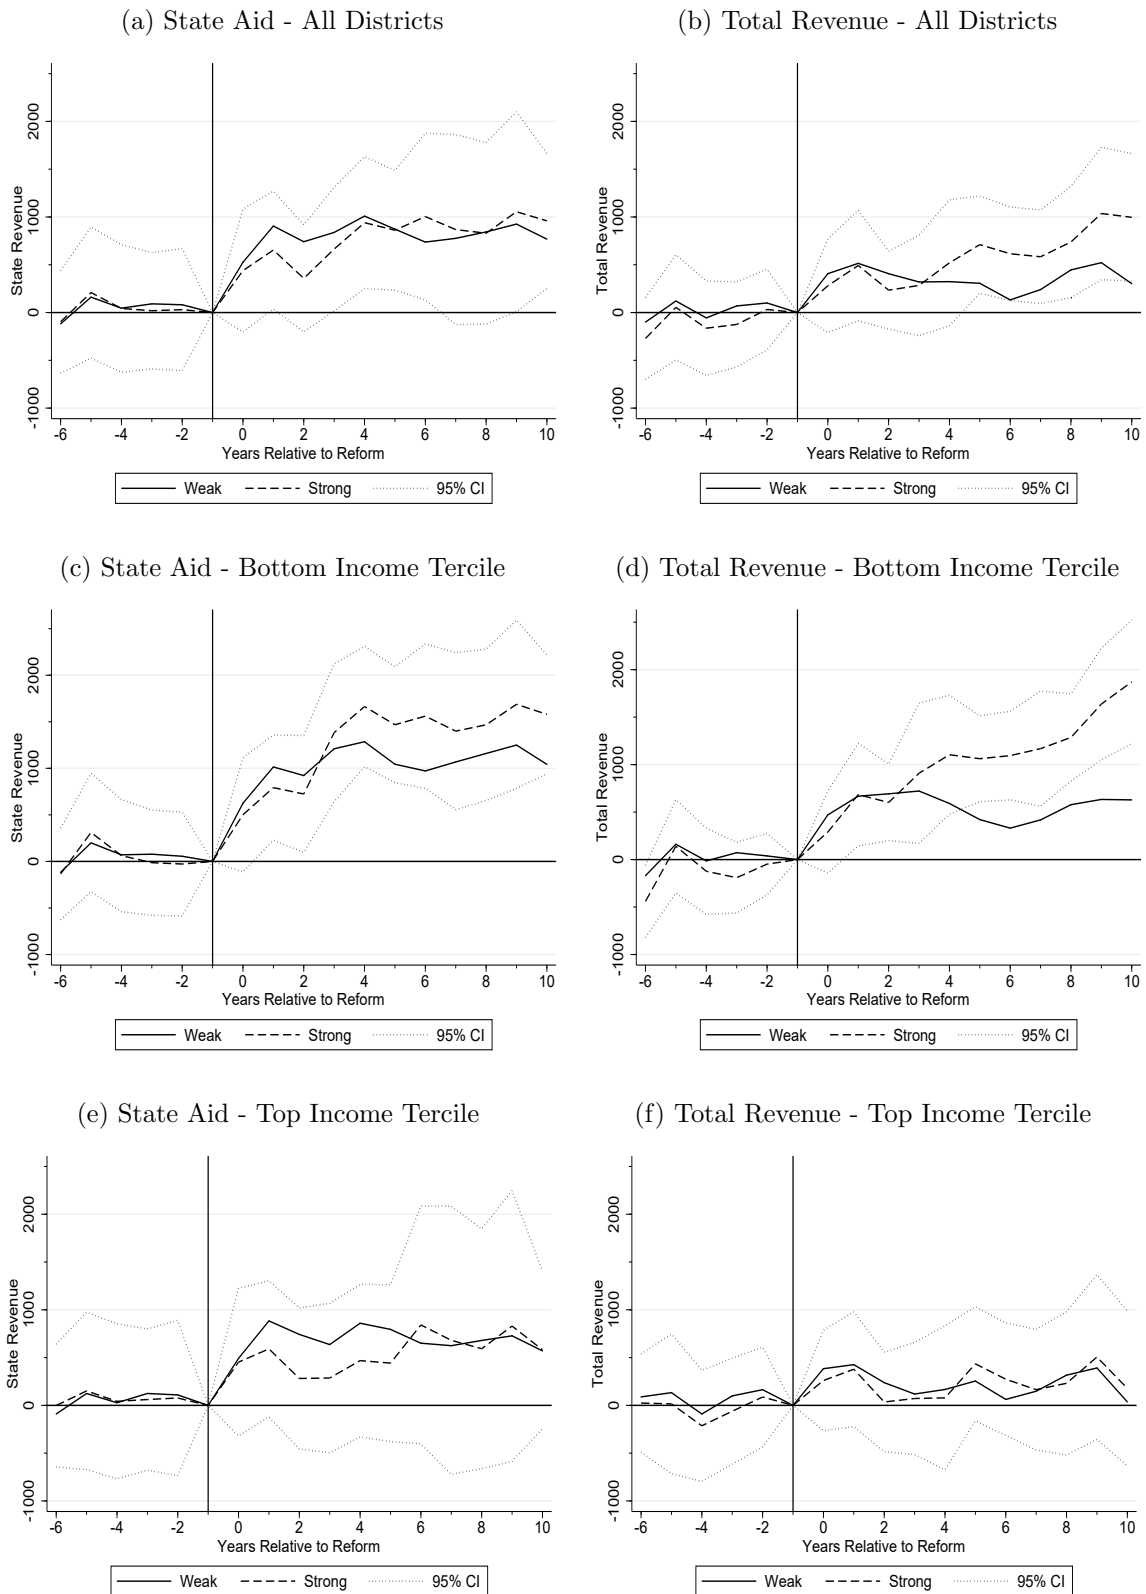 (a) State Aid - All Districts
State Revenue
2000
1000
0
-1000
-6 -4 -2 0 2 4 6 8 10
Years Relative to Reform
Weak Strong 95% CI
(b) Total Revenue - All Districts
Total Revenue
2000
1000
0
-1000
-6 -4 -2 0 2 4 6 8 10
Years Relative to Reform
Weak Strong 95% CI
(c) State Aid - Bottom Income Tercile
State Revenue
2000
1000
0
-1000
-6 -4 -2 0 2 4 6 8 10
Years Relative to Reform
Weak Strong 95% CI
(d) Total Revenue - Bottom Income Tercile
Total Revenue
2000
1000
0
-1000
-6 -4 -2 0 2 4 6 8 10
Years Relative to Reform
Weak Strong 95% CI
(e) State Aid - Top Income Tercile
State Revenue
2000
1000
0
-1000
-6 -4 -2 0 2 4 6 8 10
Years Relative to Reform
Weak Strong 95% CI
(f) Total Revenue - Top Income Tercile
Total Revenue
2000
1000
0
-1000
-6 -4 -2 0 2 4 6 8 10
Years Relative to Reform
Weak Strong 95% CI